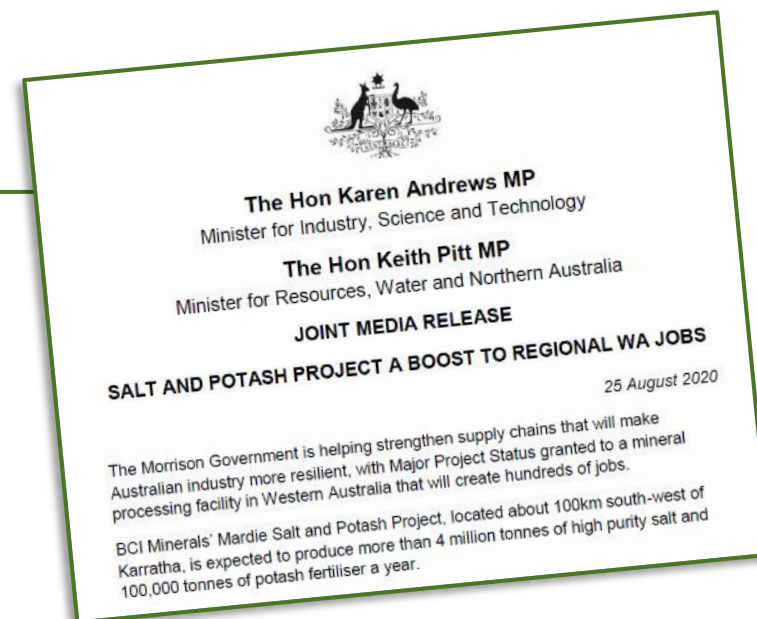 The Hon Karen Andrews MP
Minister for Industry, Science and Technology
The Hon Keith Pitt MP
Minister for Resources, Water and Northern Australia
JOINT MEDIA RELEASE
SALT AND POTASH PROJECT A BOOST TO REGIONAL WA JOBS
25 August 2020
The Morrison Government is helping strengthen supply chains that will make
Australian industry more resilient, with Major Project Status granted to a mineral
processing facility in Western Australia that will create hundreds of jobs.
BCI Minerals' Mardie Salt and Potash Project, located about 100km south-west of
Karratha, is expected to produce more than 4 million tonnes of high purity salt and
100,000 tonnes of potash fertiliser a year.